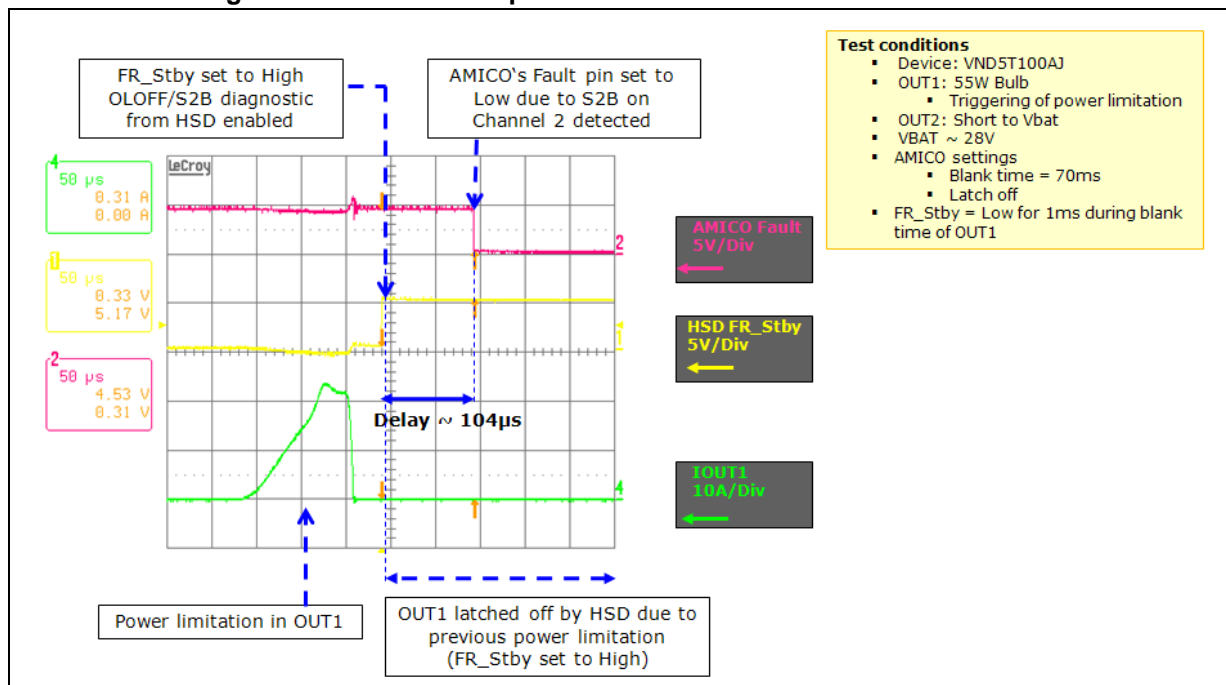 FR_Stby set to High
OLOFF/S2B diagnostic
from HSD enabled
AMICO's Fault pin set to
Low due to S2B on
Channel 2 detected
Test conditions
▪ Device: VND5T100AJ
▪ OUT1: 55W Bulb
▪ Triggering of power limitation
▪ OUT2: Short to Vbat
▪ VBAT ~ 28V
▪ AMICO settings
▪ Blank time = 70ms
▪ Latch off
▪ FR_Stby = Low for 1ms during blank
time of OUT1
LeCroy
4
50 µs
0.31 A
0.00 A
1
50 µs
0.33 V
5.17 V
2
50 µs
4.53 V
0.31 V
2
1
4
Delay ~ 104µs
AMICO Fault
5V/Div
HSD FR_Stby
5V/Div
IOUT1
10A/Div
Power limitation in OUT1
OUT1 latched off by HSD due to
previous power limitation
(FR_Stby set to High)